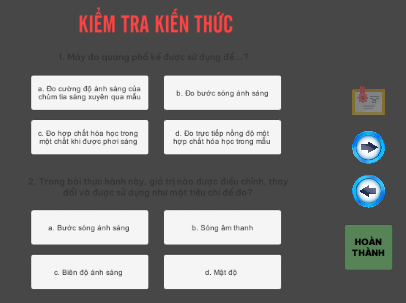 KIỂM TRA KIẾN THỨC
1. Máy đo quang phổ kế được sử dụng để...?
a. Đo cường độ ánh sáng của
chùm tia sáng xuyên qua mẫu
b. Đo bước sóng ánh sáng
c. Đo hợp chất hóa học trong
một chất khi được phơi sáng
d. Đo trực tiếp nồng độ một
hợp chất hóa học trong mẫu
2. Trong bài thực hành này, giá trị nào được điều chỉnh, thay
đổi và được sử dụng như một tiêu chí để đo?
a. Bước sóng ánh sáng
b. Sóng âm thanh
c. Biên độ ánh sáng
d. Mật độ
HOÀN
THÀNH